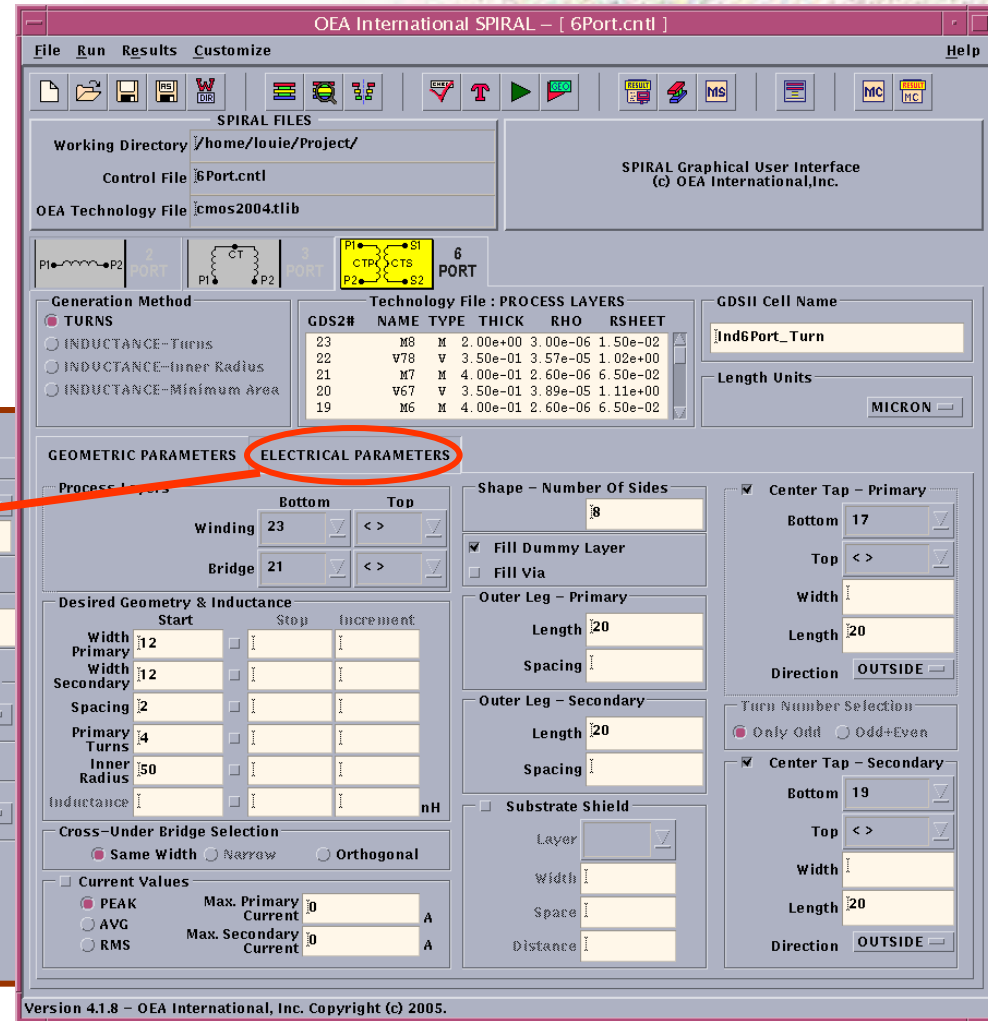 OEA International SPIRAL – [ 6Port.cntl ]
File Run Results Customize Help
RES
AS
W
DIR
CHK!
T
GEO
RESULT
MS
MC
RESULT
MC
SPIRAL FILES
Working Directory /home/louie/Project/
Control File 6Port.cntl
OEA Technology File cmos2004.tlib
SPIRAL Graphical User Interface
(c) OEA International,Inc.
P1 P2
2
PORT
CT
P1 P2
3
PORT
P1 S1
CTP CTS
P2 S2
6
PORT
Generation Method
TURNS
INDUCTANCE-Turns
INDUCTANCE-Inner Radius
INDUCTANCE-Minimum Area
Technology File : PROCESS LAYERS
GDS2# NAME TYPE THICK RHO RSHEET
23 M8 M 2.00e+00 3.00e-06 1.50e-02
22 V78 V 3.50e-01 3.57e-05 1.02e+00
21 M7 M 4.00e-01 2.60e-06 6.50e-02
20 V67 V 3.50e-01 3.89e-05 1.11e+00
19 M6 M 4.00e-01 2.60e-06 6.50e-02
GDSII Cell Name
Ind6Port_Turn
Length Units
MICRON
GEOMETRIC PARAMETERS
ELECTRICAL PARAMETERS
Process Layers
Bottom Top
Winding 23 < >
Bridge 21 < >
Desired Geometry & Inductance
Start Stop Increment
Width Primary 12
Width Secondary 12
Spacing 2
Primary Turns 4
Inner Radius 50
Inductance nH
Cross-Under Bridge Selection
Same Width Narrow Orthogonal
Current Values
PEAK
AVG
RMS
Max. Primary Current 0 A
Max. Secondary Current 0 A
Shape – Number Of Sides
8
Fill Dummy Layer
Fill Via
Outer Leg – Primary
Length 20
Spacing
Outer Leg – Secondary
Length 20
Spacing
Substrate Shield
Layer
Width
Space
Distance
Center Tap – Primary
Bottom 17
Top < >
Width
Length 20
Direction OUTSIDE
Turn Number Selection
Only Odd Odd+Even
Center Tap – Secondary
Bottom 19
Top < >
Width
Length 20
Direction OUTSIDE
Version 4.1.8 – OEA International, Inc. Copyright (c) 2005.